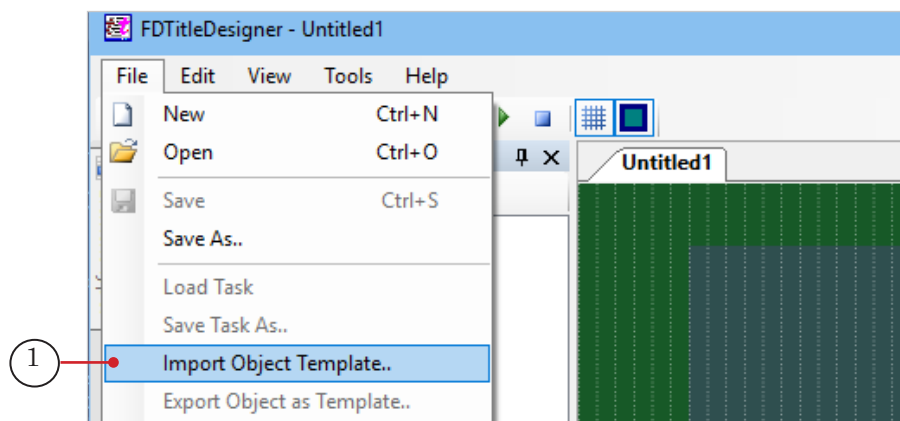 FDTitleDesigner - Untitled1
File Edit View Tools Help
New Ctrl+N
Open Ctrl+O
Untitled1
Save Ctrl+S
Save As..
Load Task
Save Task As..
1 Import Object Template..
Export Object as Template..